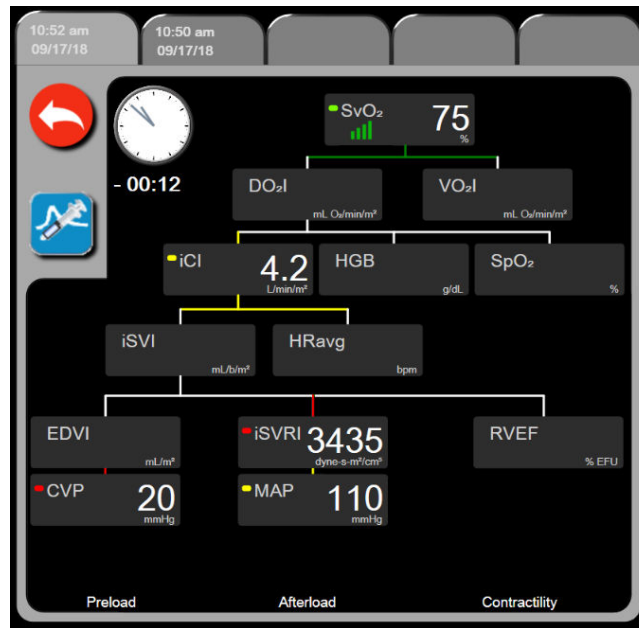 10:52 am
09/17/18
10:50 am
09/17/18
SvO₂
75
%
- 00:12
DO₂I
mL O₂/min/m²
VO₂I
mL O₂/min/m²
iCI
4.2
L/min/m²
HGB
g/dL
SpO₂
%
iSVI
mL/b/m²
HRavg
bpm
EDVI
mL/m²
iSVRI
3435
dyne-s-m²/cm⁵
RVEF
% EFU
CVP
20
mmHg
MAP
110
mmHg
Preload
Afterload
Contractility